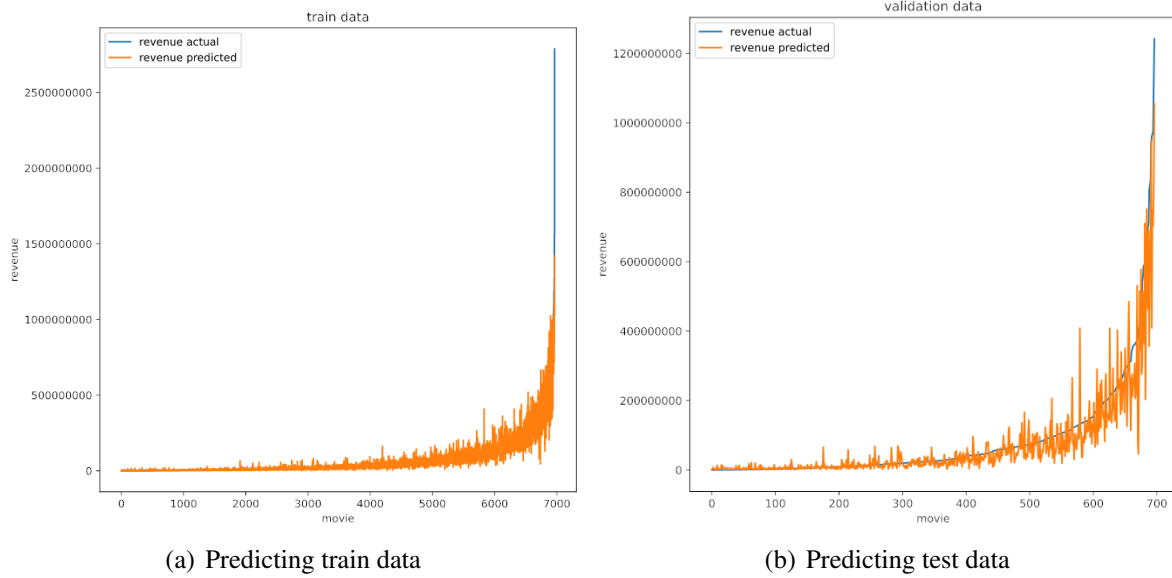 train data
revenue actual
revenue predicted
2500000000
2000000000
1500000000
1000000000
500000000
0
revenue
0 1000 2000 3000 4000 5000 6000 7000
movie
(a) Predicting train data
validation data
revenue actual
revenue predicted
1200000000
1000000000
800000000
600000000
400000000
200000000
0
revenue
0 100 200 300 400 500 600 700
movie
(b) Predicting test data